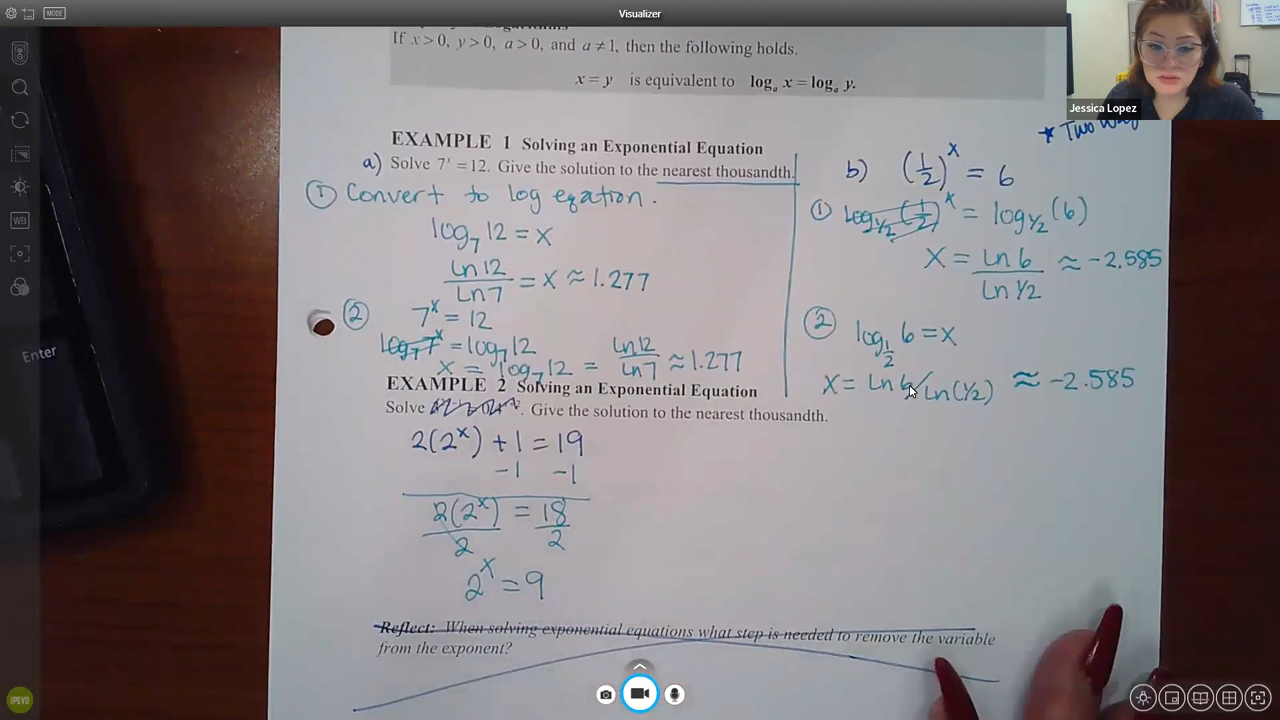 MODE
Visualizer
Jessica Lopez
If x > 0, y > 0, a > 0, and a ≠ 1, then the following holds.
x = y is equivalent to logₐ x = logₐ y.
★ Two
EXAMPLE 1 Solving an Exponential Equation
a) Solve 7ˣ = 12. Give the solution to the nearest thousandth.
① Convert to log eqation.
log₇ 12 = x
ln 12 / ln 7 = x ≈ 1.277
② 7ˣ = 12
log₇ 7ˣ = log₇ 12
x = log₇ 12 = ln 12 / ln 7 ≈ 1.277
b) (1/2)ˣ = 6
① log_1/2 (1/2)ˣ = log_1/2 (6)
x = ln 6 / ln 1/2 ≈ -2.585
② log_1/2 6 = x
x = ln 6 / ln(1/2) ≈ -2.585
EXAMPLE 2 Solving an Exponential Equation
Solve . Give the solution to the nearest thousandth.
2(2ˣ) + 1 = 19
-1 -1
2(2ˣ) / 2 = 18 / 2
2ˣ = 9
Reflect: When solving exponential equations what step is needed to remove the variable
from the exponent?
Enter
WB
IPEVO